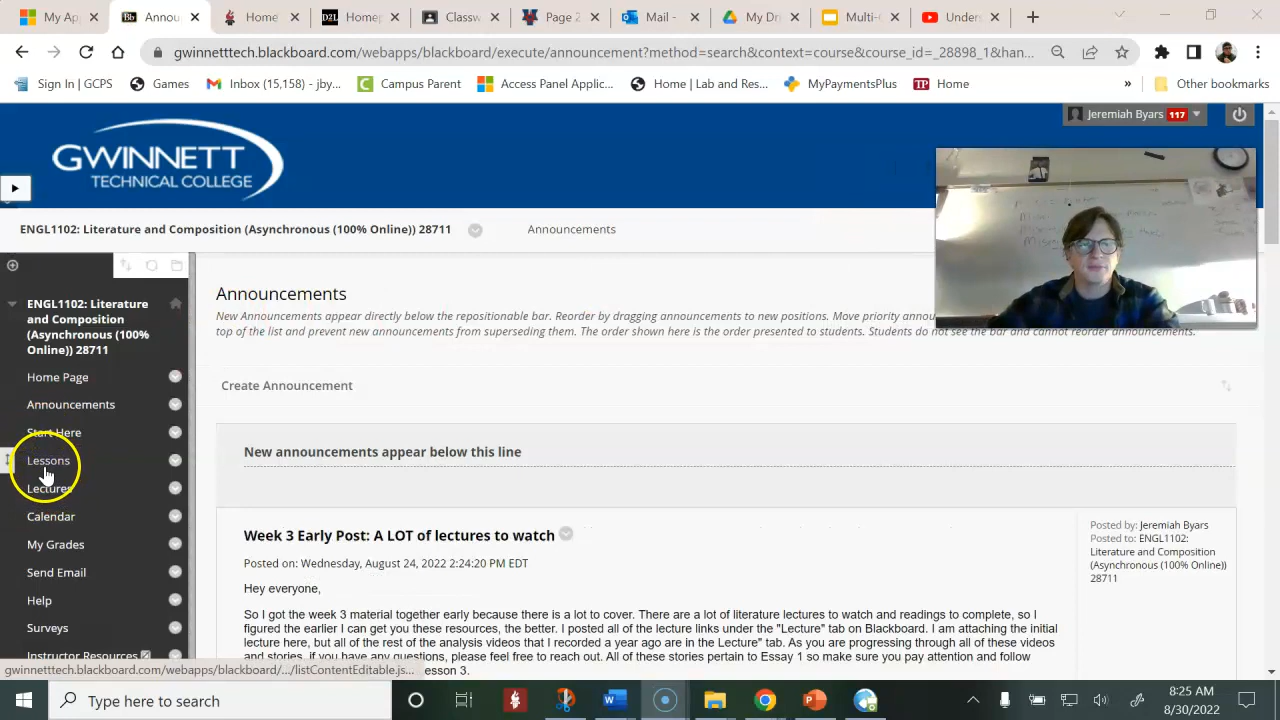 My Ap
Annou
Home
Homep
Classw
Page 2
Mail -
My Dri
Multi-C
Unders
gwinnetttech.blackboard.com/webapps/blackboard/execute/announcement?method=search&context=course&course_id=_28898_1&han...
Sign In | GCPS
Games
Inbox (15,158) - jby...
Campus Parent
Access Panel Applic...
Home | Lab and Res...
MyPaymentsPlus
Home
»
Other bookmarks
Jeremiah Byars 117
GWINNETT
TECHNICAL COLLEGE
ENGL1102: Literature and Composition (Asynchronous (100% Online)) 28711
Announcements
ENGL1102: Literature
and Composition
(Asynchronous (100%
Online)) 28711
Home Page
Announcements
Start Here
Lessons
Lectures
Calendar
My Grades
Send Email
Help
Surveys
Instructor Resources
Announcements
New Announcements appear directly below the repositionable bar. Reorder by dragging announcements to new positions. Move priority annou
top of the list and prevent new announcements from superseding them. The order shown here is the order presented to students. Students do not see the bar and cannot reorder announcements.
Create Announcement
New announcements appear below this line
Week 3 Early Post: A LOT of lectures to watch
Posted on: Wednesday, August 24, 2022 2:24:20 PM EDT
Hey everyone,
So I got the week 3 material together early because there is a lot to cover. There are a lot of literature lectures to watch and readings to complete, so I
figured the earlier I can get you these resources, the better. I posted all of the lecture links under the "Lecture" tab on Blackboard. I am attaching the initial
lecture here, but all of the rest of the analysis videos that I recorded a year ago are in the Lecture" tab. As you are progressing through all of these videos
and stories, if you have any questions, please feel free to reach out. All of these stories pertain to Essay 1 so make sure you pay attention and follow
lesson 3.
Posted by: Jeremiah Byars
Posted to: ENGL1102:
Literature and Composition
(Asynchronous (100% Online))
28711
gwinnetttech.blackboard.com/webapps/blackboard/.../listContentEditable.js...
Type here to search
8:25 AM
8/30/2022